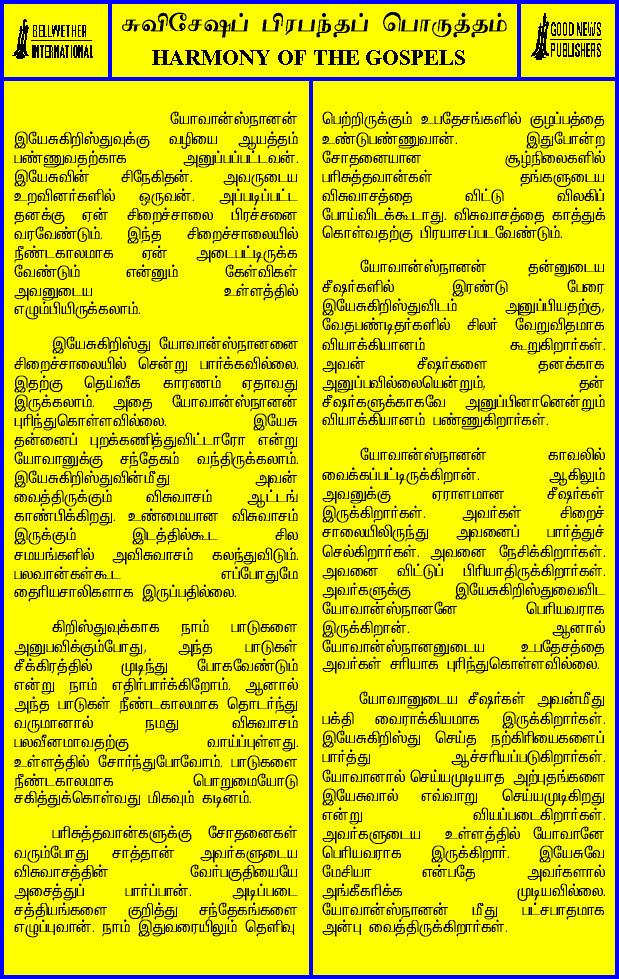 BELLWETHER
INTERNATIONAL
சுவிசேஷப் பிரபந்தப் பொருத்தம்
HARMONY OF THE GOSPELS
GOOD NEWS
PUBLISHERS
யோவான்ஸ்நானன்
இயேசுகிறிஸ்துவுக்கு வழியை ஆயத்தம்
பண்ணுவதற்காக அனுப்பப்பட்டவன்.
இயேசுவின் சிநேகிதன். அவருடைய
உறவினர்களில் ஒருவன். அப்படிப்பட்ட
தனக்கு ஏன் சிறைச்சாலை பிரச்சனை
வரவேண்டும். இந்த சிறைச்சாலையில்
நீண்டகாலமாக ஏன் அடைபட்டிருக்க
வேண்டும் என்னும் கேள்விகள்
அவனுடைய உள்ளத்தில்
எழும்பியிருக்கலாம்.
இயேசுகிறிஸ்து யோவான்ஸ்நானனை
சிறைச்சாலையில் சென்று பார்க்கவில்லை.
இதற்கு தெய்வீக காரணம் ஏதாவது
இருக்கலாம். அதை யோவான்ஸ்நானன்
புரிந்துகொள்ளவில்லை. இயேசு
தன்னைப் புறக்கணித்துவிட்டாரோ என்று
யோவானுக்கு சந்தேகம் வந்திருக்கலாம்.
இயேசுகிறிஸ்துவின்மீது அவன்
வைத்திருக்கும் விசுவாசம் ஆட்டங்
காண்பிக்கிறது. உண்மையான விசுவாசம்
இருக்கும் இடத்தில்கூட சில
சமயங்களில் அவிசுவாசம் கலந்துவிடும்.
பலவான்கள்கூட எப்போதுமே
தைரியசாலிகளாக இருப்பதில்லை.
கிறிஸ்துவுக்காக நாம் பாடுகளை
அனுபவிக்கும்போது, அந்த பாடுகள்
சீக்கிரத்தில் முடிந்து போகவேண்டும்
என்று நாம் எதிர்பார்க்கிறோம். ஆனால்
அந்த பாடுகள் நீண்டகாலமாக தொடர்ந்து
வருமானால் நமது விசுவாசம்
பலவீனமாவதற்கு வாய்ப்புள்ளது.
உள்ளத்தில் சோர்ந்துபோவோம். பாடுகளை
நீண்டகாலமாக பொறுமையோடு
சகித்துக்கொள்வது மிகவும் கடினம்.
பரிசுத்தவான்களுக்கு சோதனைகள்
வரும்போது சாத்தான் அவர்களுடைய
விசுவாசத்தின் வேர்பகுதியையே
அசைத்துப் பார்ப்பான். அடிப்படை
சத்தியங்களை குறித்து சந்தேகங்களை
எழுப்புவான். நாம் இதுவரையிலும் தெளிவு
பெற்றிருக்கும் உபதேசங்களில் குழப்பத்தை
உண்டுபண்ணுவான். இதுபோன்ற
சோதனையான சூழ்நிலைகளில்
பரிசுத்தவான்கள் தங்களுடைய
விசுவாசத்தை விட்டு விலகிப்
போய்விடக்கூடாது. விசுவாசத்தை காத்துக்
கொள்வதற்கு பிரயாசப்படவேண்டும்.
யோவான்ஸ்நானன் தன்னுடைய
சீஷர்களில் இரண்டு பேரை
இயேசுகிறிஸ்துவிடம் அனுப்பியதற்கு,
வேதபண்டிதர்களில் சிலர் வேறுவிதமாக
வியாக்கியானம் கூறுகிறார்கள்.
அவன் சீஷர்களை தனக்காக
அனுப்பவில்லையென்றும், தன்
சீஷர்களுக்காகவே அனுப்பினானென்றும்
வியாக்கியானம் பண்ணுகிறார்கள்.
யோவான்ஸ்நானன் காவலில்
வைக்கப்பட்டிருக்கிறான். ஆகிலும்
அவனுக்கு ஏராளமான சீஷர்கள்
இருக்கிறார்கள். அவர்கள் சிறைச்
சாலையிலிருந்து அவனைப் பார்த்துச்
செல்கிறார்கள். அவனை நேசிக்கிறார்கள்.
அவனை விட்டுப் பிரியாதிருக்கிறார்கள்.
அவர்களுக்கு இயேசுகிறிஸ்துவைவிட
யோவான்ஸ்நானனே பெரியவராக
இருக்கிறான். ஆனால்
யோவான்ஸ்நானனுடைய உபதேசத்தை
அவர்கள் சரியாக புரிந்துகொள்ளவில்லை.
யோவானுடைய சீஷர்கள் அவன்மீது
பக்தி வைராக்கியமாக இருக்கிறார்கள்.
இயேசுகிறிஸ்து செய்த நற்கிரியைகளைப்
பார்த்து ஆச்சரியப்படுகிறார்கள்.
யோவானால் செய்யமுடியாத அற்புதங்களை
இயேசுவால் எவ்வாறு செய்யமுடிகிறது
என்று வியப்படைகிறார்கள்.
அவர்களுடைய உள்ளத்தில் யோவானே
பெரியவராக இருக்கிறார். இயேசுவே
மேசியா என்பதே அவர்களால்
அங்கீகரிக்க முடியவில்லை.
யோவான்ஸ்நானன் மீது பட்சபாதமாக
அன்பு வைத்திருக்கிறார்கள்.